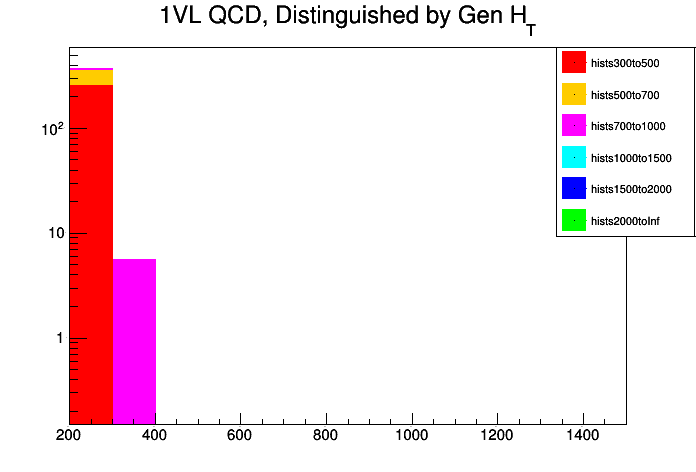 1VL QCD, Distinguished by Gen H_T
hists300to500
hists500to700
hists700to1000
hists1000to1500
hists1500to2000
hists2000toInf
10²
10
1
200 400 600 800 1000 1200 1400